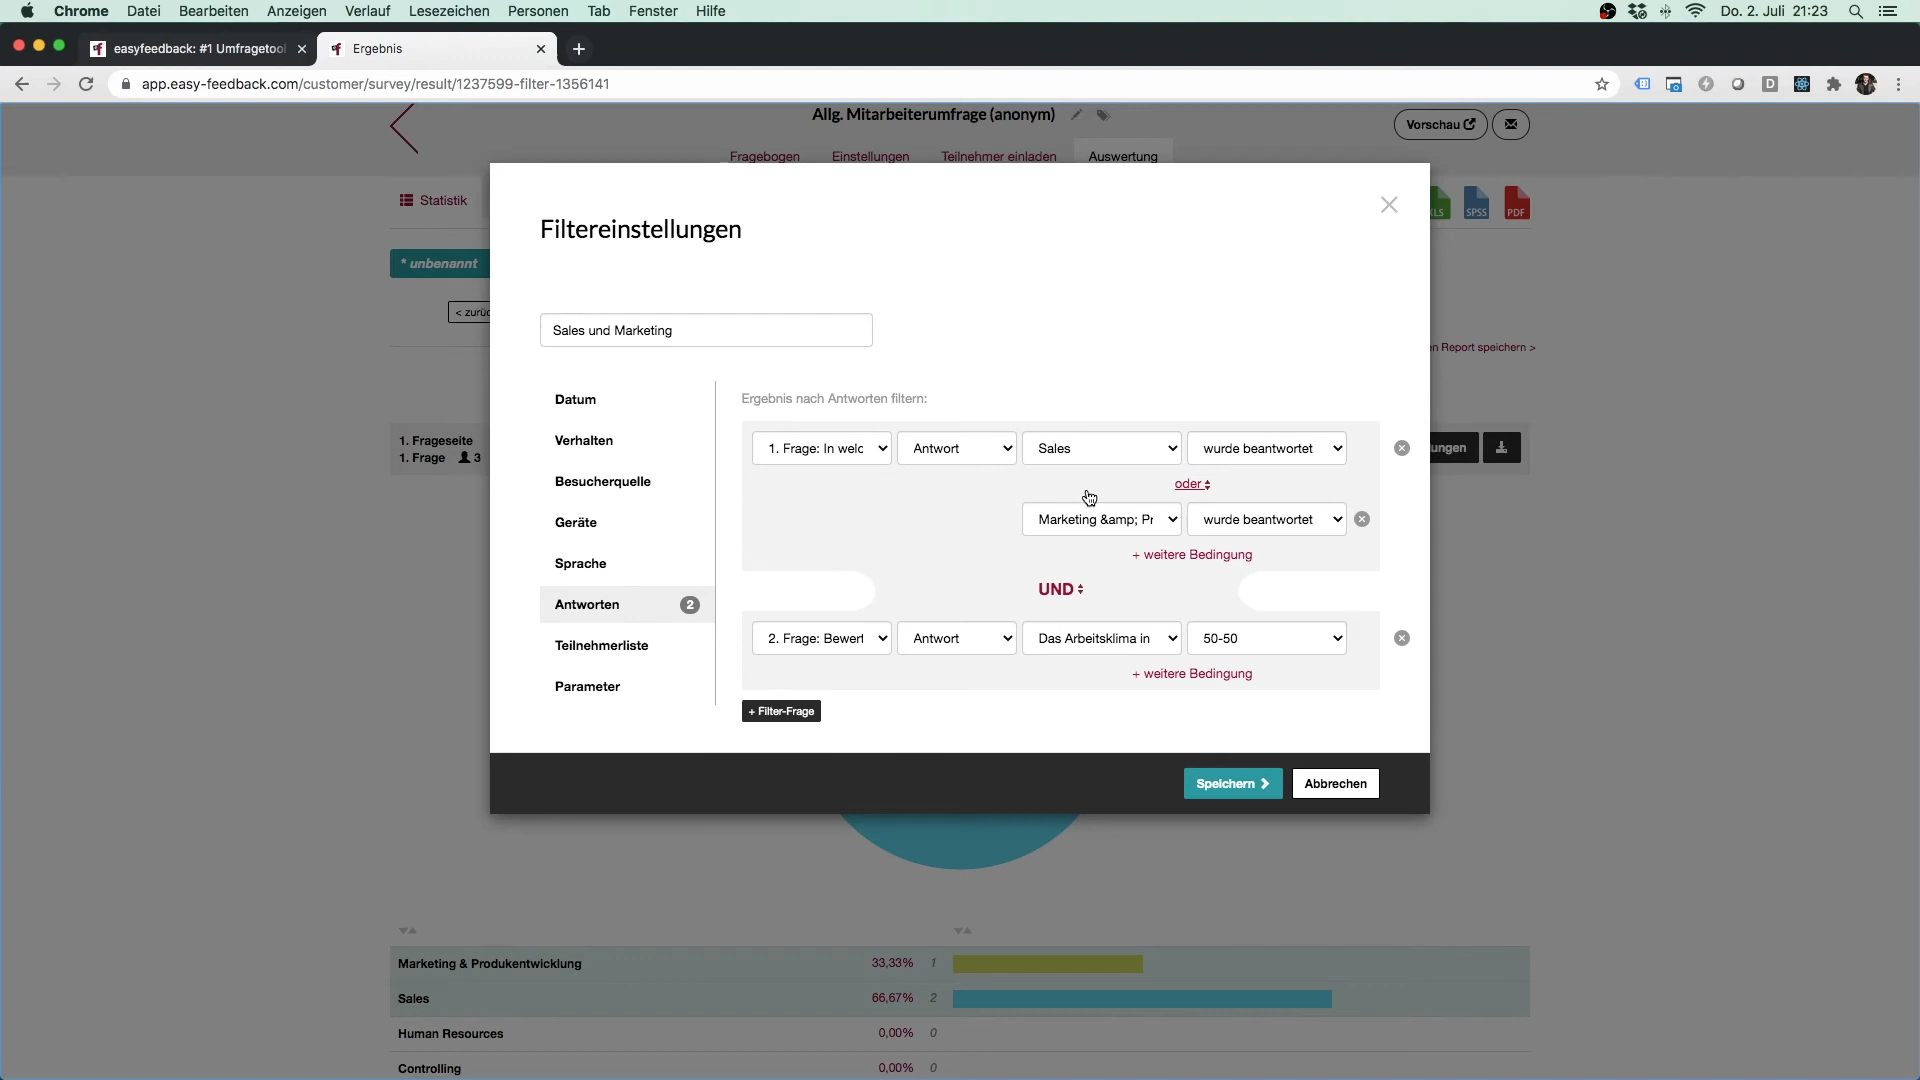 Chrome Datei Bearbeiten Anzeigen Verlauf Lesezeichen Personen Tab Fenster Hilfe Do. 2. Juli 21:23
easyfeedback: #1 Umfragetool Ergebnis
app.easy-feedback.com/customer/survey/result/1237599-filter-1356141
Allg. Mitarbeiterumfrage (anonym) Vorschau
Fragebogen Einstellungen Teilnehmer einladen Auswertung
Statistik SPSS PDF
Filtereinstellungen
* unbenannt
Sales und Marketing
en Report speichern >
Datum Ergebnis nach Antworten filtern:
Verhalten
1. Frageseite
1. Frage 3 ungen
1. Frage: In welc Antwort Sales wurde beantwortet
Besucherquelle oder
Geräte Marketing &amp; Pr wurde beantwortet
+ weitere Bedingung
Sprache
UND
Antworten 2
2. Frage: Bewert Antwort Das Arbeitsklima in 50-50
Teilnehmerliste
+ weitere Bedingung
Parameter
+ Filter-Frage
Speichern Abbrechen
Marketing & Produkentwicklung 33,33% 1
Sales 66,67% 2
Human Resources 0,00% 0
Controlling 0,00% 0